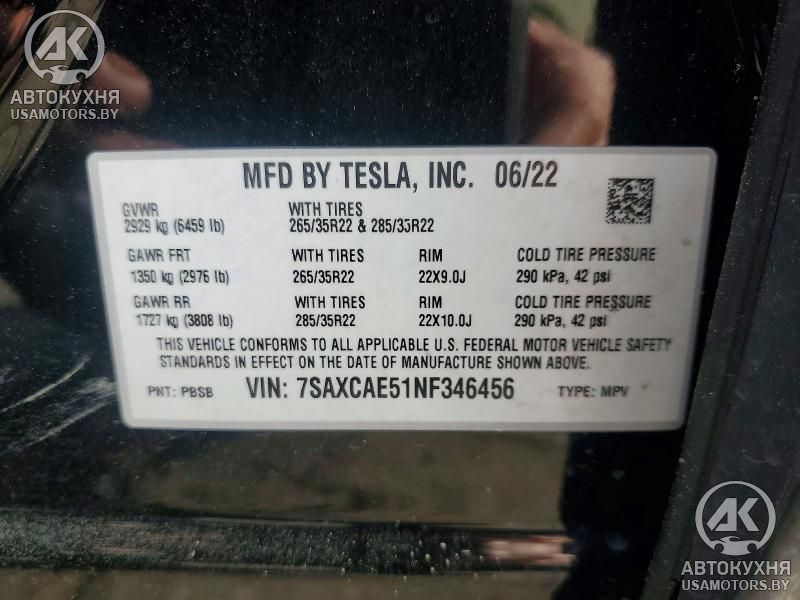 AK
АВТОКУХНЯ
USAMOTORS.BY
MFD BY TESLA, INC. 06/22
GVWR WITH TIRES
2929 kg (6459 lb) 265/35R22 & 285/35R22
GAWR FRT WITH TIRES RIM COLD TIRE PRESSURE
1350 kg (2976 lb) 265/35R22 22X9.0J 290 kPa, 42 psi
GAWR RR WITH TIRES RIM COLD TIRE PRESSURE
1727 kg (3808 lb) 285/35R22 22X10.0J 290 kPa, 42 psi
THIS VEHICLE CONFORMS TO ALL APPLICABLE U.S. FEDERAL MOTOR VEHICLE SAFETY
STANDARDS IN EFFECT ON THE DATE OF MANUFACTURE SHOWN ABOVE.
PNT: PBSB VIN: 7SAXCAE51NF346456 TYPE: MPV
AK
АВТОКУХНЯ
USAMOTORS.BY